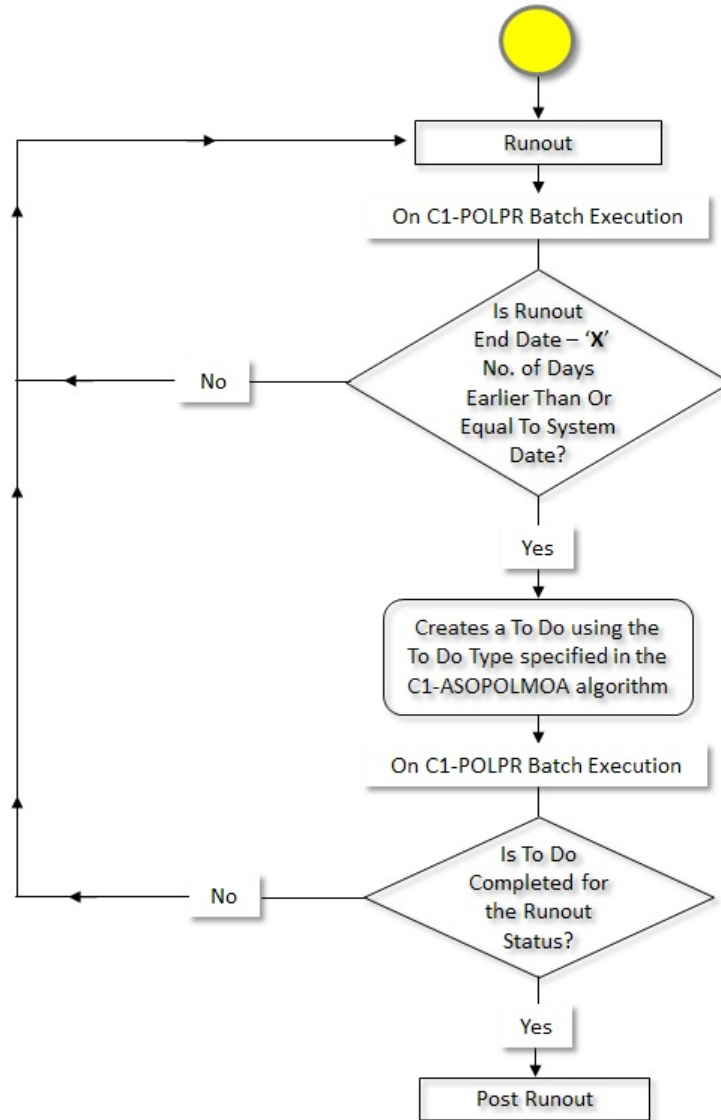 Runout
On C1-POLPR Batch Execution
Is Runout
End Date – ‘X’
No. of Days
Earlier Than Or
Equal To System
Date?
No
Yes
Creates a To Do using the
To Do Type specified in the
C1-ASOPOLMOA algorithm
On C1-POLPR Batch Execution
Is To Do
Completed for
the Runout
Status?
No
Yes
Post Runout